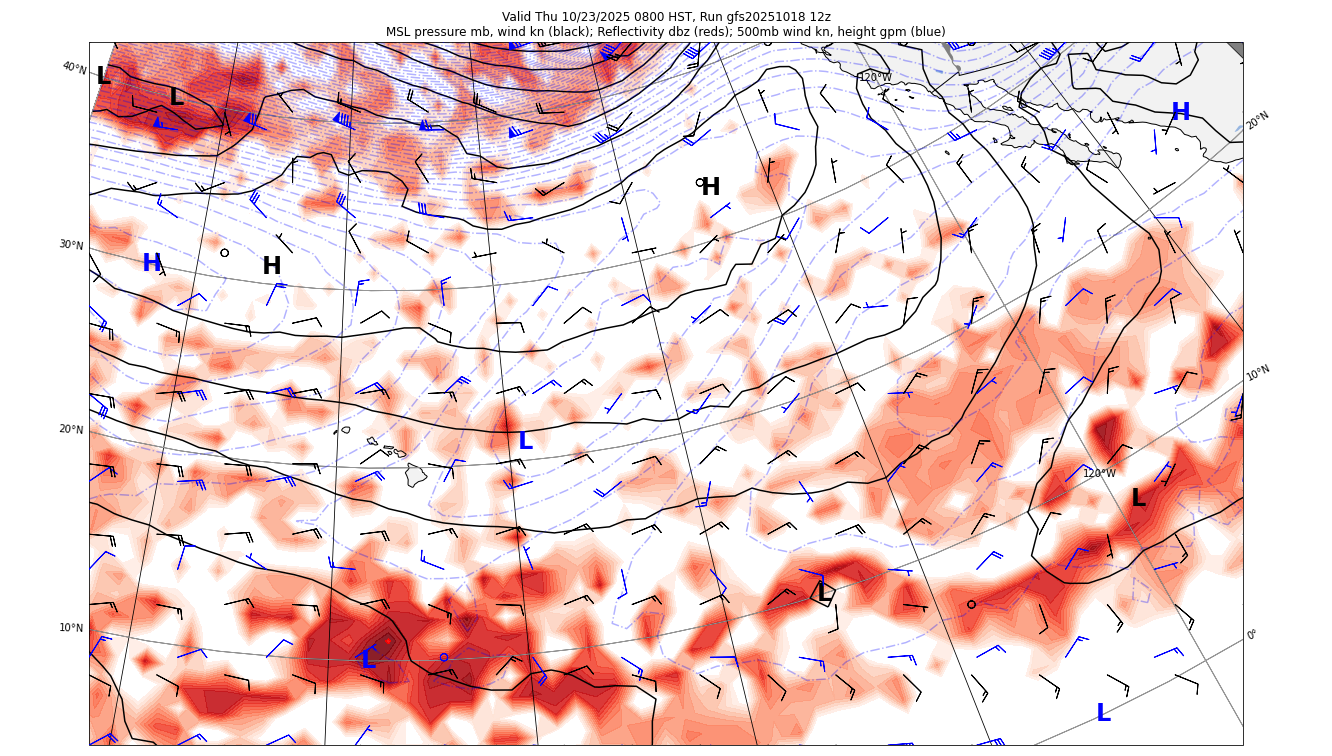 Valid Thu 10/23/2025 0800 HST, Run gfs20251018 12z
MSL pressure mb, wind kn (black); Reflectivity dbz (reds); 500mb wind kn, height gpm (blue)
40°N
L
L
120°W
H
20°N
H
30°N
H
H
10°N
20°N
L
120°W
L
L
10°N
0°
L
L